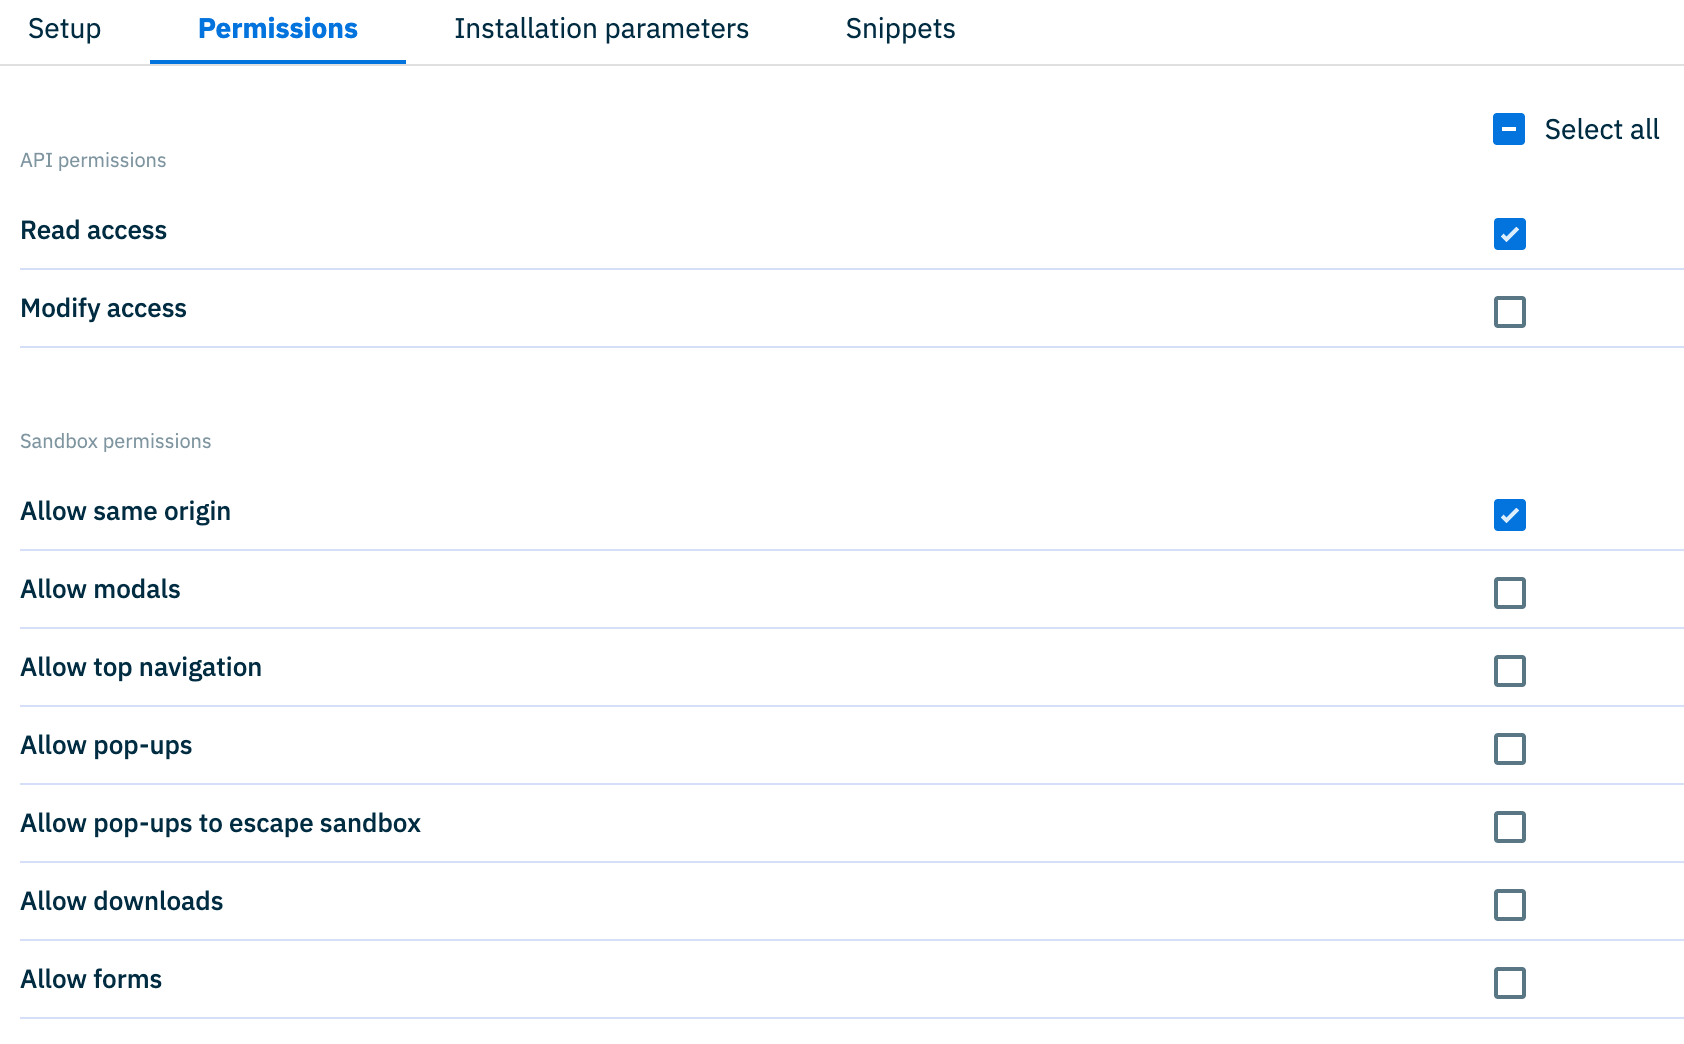 Setup Permissions Installation parameters Snippets
Select all
API permissions
Read access
Modify access
Sandbox permissions
Allow same origin
Allow modals
Allow top navigation
Allow pop-ups
Allow pop-ups to escape sandbox
Allow downloads
Allow forms